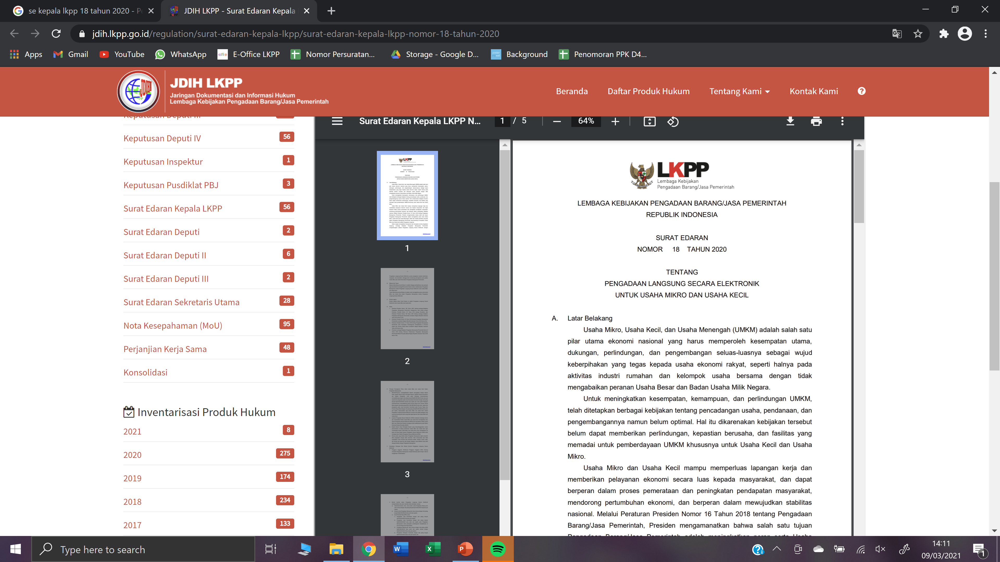 se kepala lkpp 18 tahun 2020 - Pe
JDIH LKPP - Surat Edaran Kepala
jdih.lkpp.go.id/regulation/surat-edaran-kepala-lkpp/surat-edaran-kepala-lkpp-nomor-18-tahun-2020
Apps
Gmail
YouTube
WhatsApp
E-Office LKPP
Nomor Persuratan...
Storage - Google D...
Background
Penomoran PPK D4...
JDIH LKPP
Jaringan Dokumentasi dan Informasi Hukum
Lembaga Kebijakan Pengadaan Barang/Jasa Pemerintah
Beranda
Daftar Produk Hukum
Tentang Kami
Kontak Kami
Keputusan Deputi III
Keputusan Deputi IV 56
Keputusan Inspektur 1
Keputusan Pusdiklat PBJ 3
Surat Edaran Kepala LKPP 56
Surat Edaran Deputi 2
Surat Edaran Deputi II 6
Surat Edaran Deputi III 2
Surat Edaran Sekretaris Utama 28
Nota Kesepahaman (MoU) 95
Perjanjian Kerja Sama 48
Konsolidasi 1
Inventarisasi Produk Hukum
2021 8
2020 275
2019 174
2018 234
2017 133
Surat Edaran Kepala LKPP N... 1 / 5 64%
1
2
3
LKPP
Lembaga Kebijakan
Pengadaan Barang/Jasa Pemerintah
LEMBAGA KEBIJAKAN PENGADAAN BARANG/JASA PEMERINTAH
REPUBLIK INDONESIA
SURAT EDARAN
NOMOR 18 TAHUN 2020
TENTANG
PENGADAAN LANGSUNG SECARA ELEKTRONIK
UNTUK USAHA MIKRO DAN USAHA KECIL
A. Latar Belakang
Usaha Mikro, Usaha Kecil, dan Usaha Menengah (UMKM) adalah salah satu
pilar utama ekonomi nasional yang harus memperoleh kesempatan utama,
dukungan, perlindungan, dan pengembangan seluas-luasnya sebagai wujud
keberpihakan yang tegas kepada usaha ekonomi rakyat, seperti halnya pada
aktivitas industri rumahan dan kelompok usaha bersama dengan tidak
mengabaikan peranan Usaha Besar dan Badan Usaha Milik Negara.
Untuk meningkatkan kesempatan, kemampuan, dan perlindungan UMKM,
telah ditetapkan berbagai kebijakan tentang pencadangan usaha, pendanaan, dan
pengembangannya namun belum optimal. Hal itu dikarenakan kebijakan tersebut
belum dapat memberikan perlindungan, kepastian berusaha, dan fasilitas yang
memadai untuk pemberdayaan UMKM khususnya untuk Usaha Kecil dan Usaha
Mikro.
Usaha Mikro dan Usaha Kecil mampu memperluas lapangan kerja dan
memberikan pelayanan ekonomi secara luas kepada masyarakat, dan dapat
berperan dalam proses pemerataan dan peningkatan pendapatan masyarakat,
mendorong pertumbuhan ekonomi, dan berperan dalam mewujudkan stabilitas
nasional. Melalui Peraturan Presiden Nomor 16 Tahun 2018 tentang Pengadaan
Barang/Jasa Pemerintah, Presiden mengamanatkan bahwa salah satu tujuan
Pengadaan Barang/Jasa Pemerintah adalah meningkatkan peran serta Usaha
Type here to search
14:11
09/03/2021
1